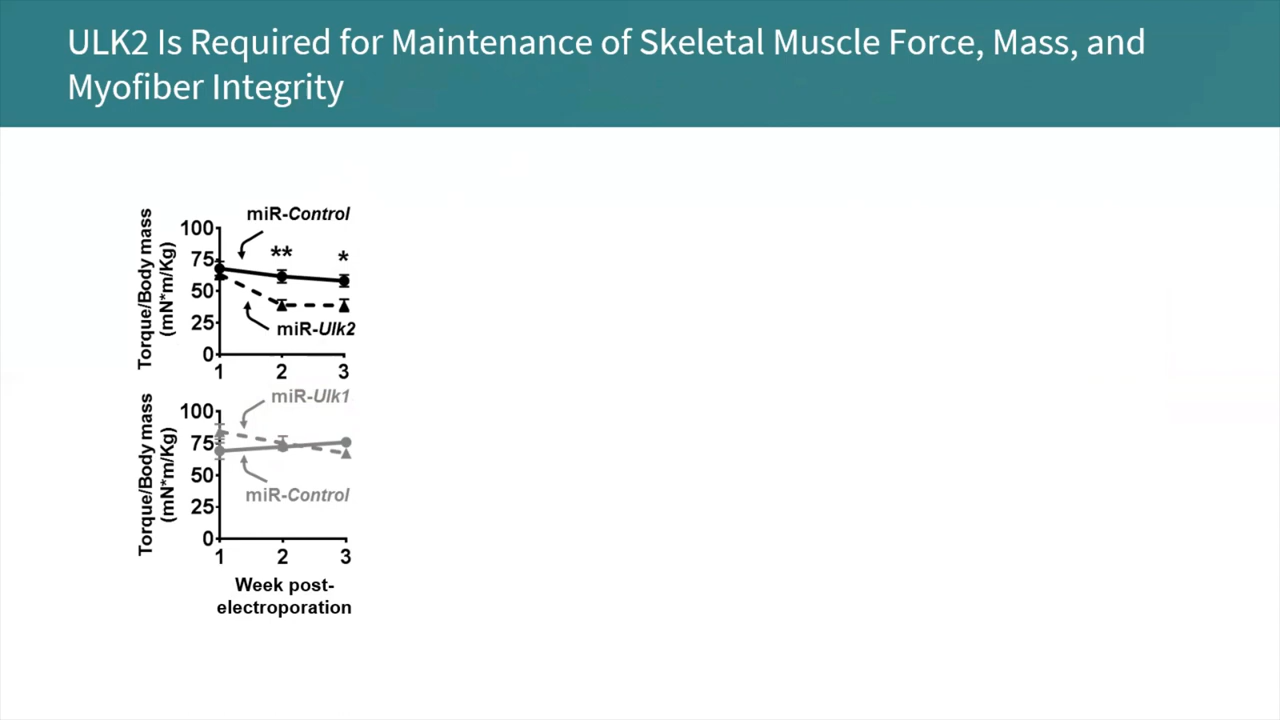 ULK2 Is Required for Maintenance of Skeletal Muscle Force, Mass, and
Myofiber Integrity
miR-Control
Torque/Body mass
(mN*m/Kg)
100
75
50
25
0
** *
miR-Ulk2
1 2 3
miR-Ulk1
Torque/Body mass
(mN*m/Kg)
100
75
50
25
0
miR-Control
1 2 3
Week post-
electroporation